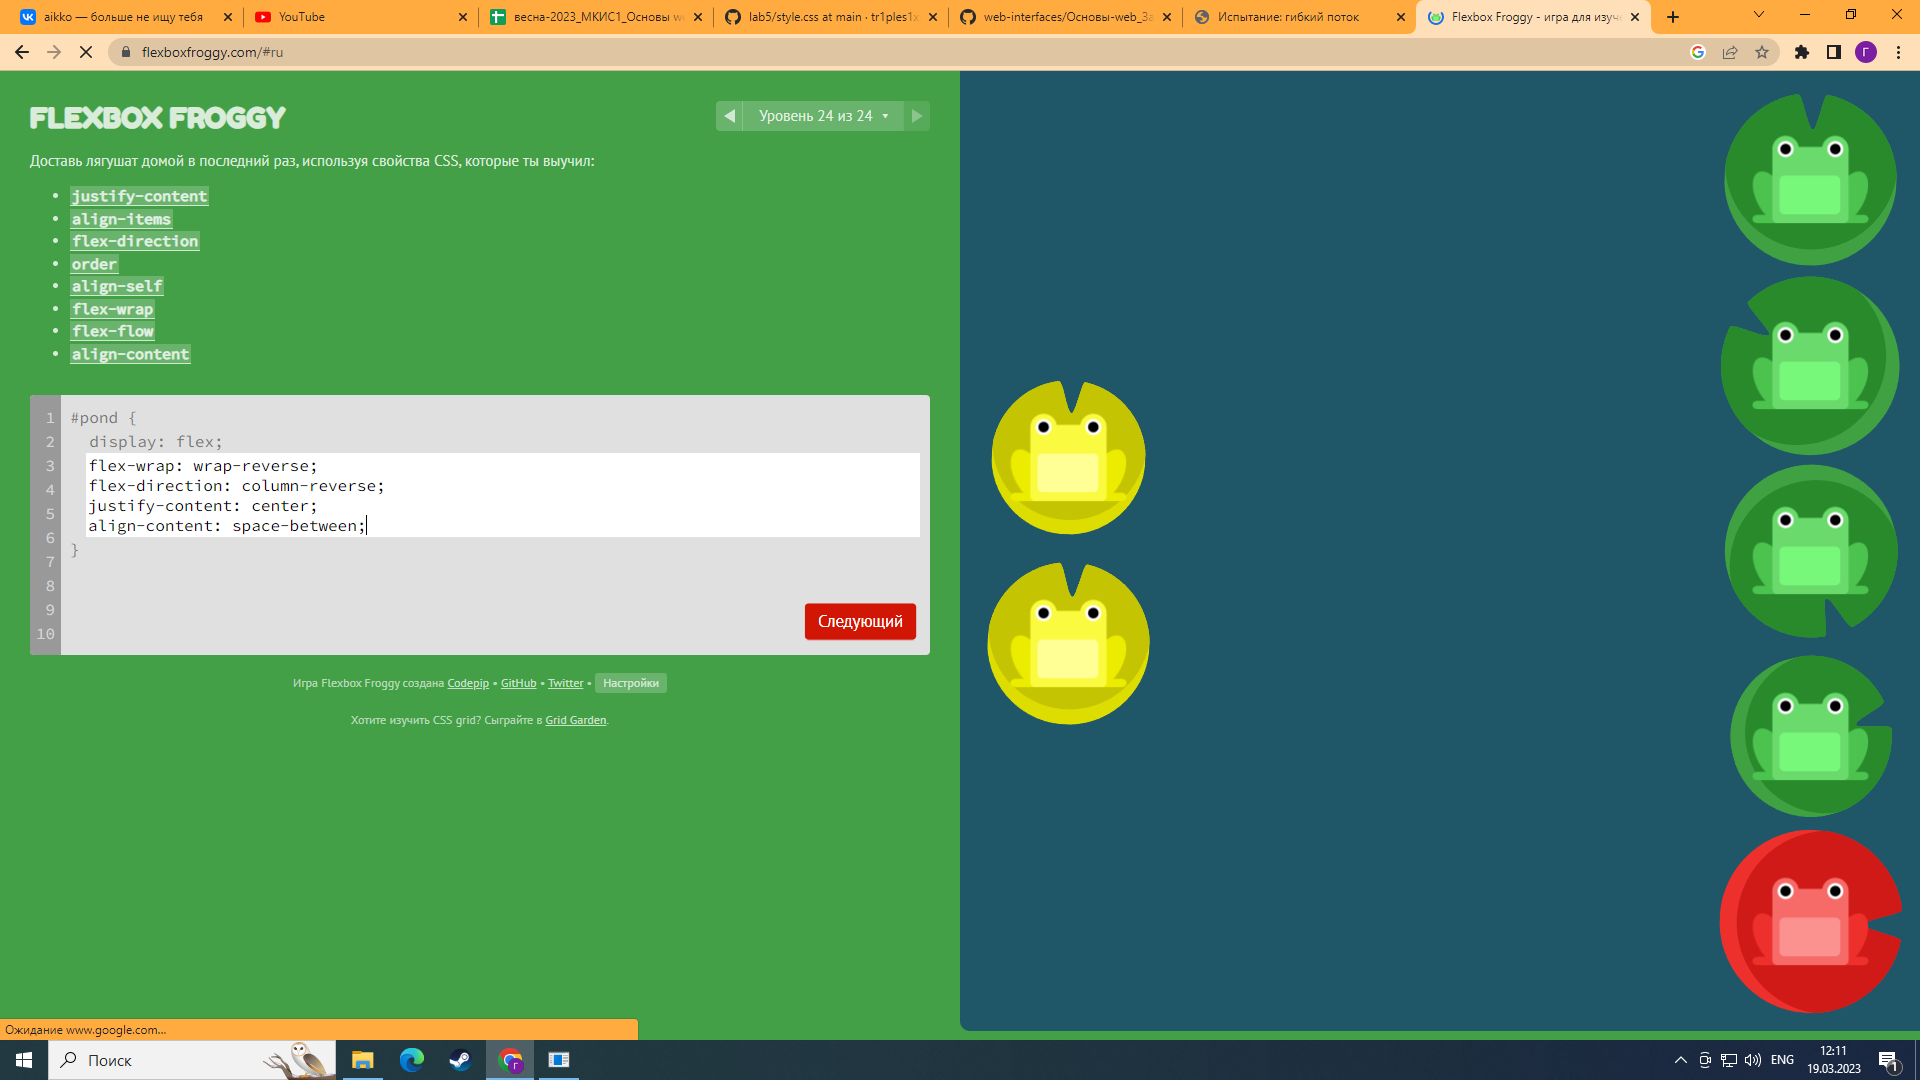 aikko — больше не ищу тебя
YouTube
весна-2023_МКИС1_Основы w
lab5/style.css at main · tr1ples1x
web-interfaces/Основы-web_За
Испытание: гибкий поток
Flexbox Froggy - игра для изуч
flexboxfroggy.com/#ru
Г
FLEXBOX FROGGY
Уровень 24 из 24
Доставь лягушат домой в последний раз, используя свойства CSS, которые ты выучил:
justify-content
align-items
flex-direction
order
align-self
flex-wrap
flex-flow
align-content
1 #pond {
2 display: flex;
3 flex-wrap: wrap-reverse;
4 flex-direction: column-reverse;
5 justify-content: center;
6 align-content: space-between;
7 }
8
9
10
Следующий
Игра Flexbox Froggy создана Codepip • GitHub • Twitter • Настройки
Хотите изучить CSS grid? Сыграйте в Grid Garden.
Ожидание www.google.com...
Поиск
ENG
12:11
19.03.2023
1